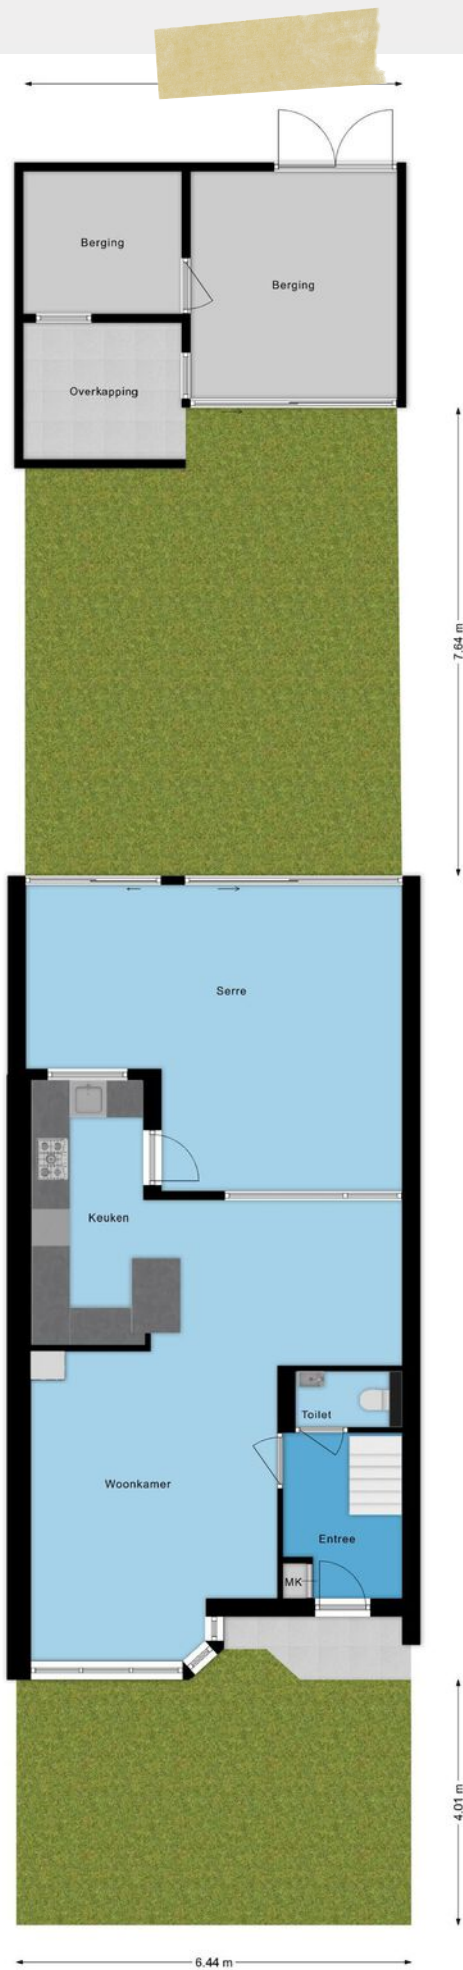 Berging
Berging
Overkapping
7.64 m
Serre
Keuken
Toilet
Woonkamer
Entree
MK
4.01 m
6.44 m